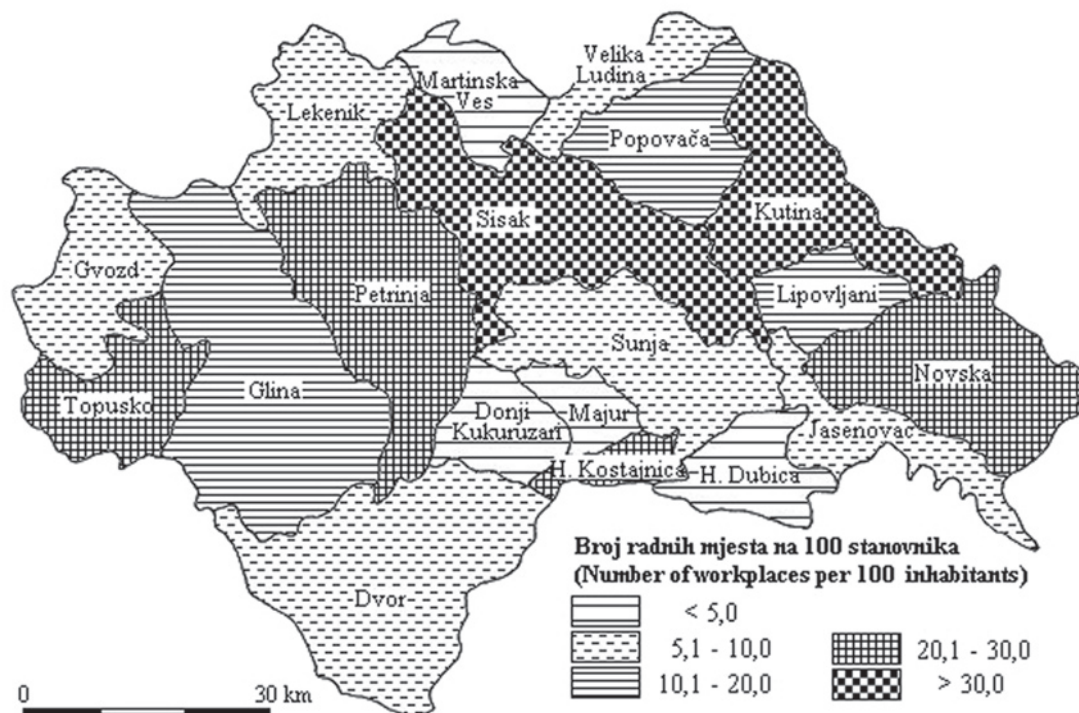 Velika
Ludina
Martinska
Ves
Lekenik
Popovača
Sisak
Kutina
Gvozd
Petrinja
Lipovljani
Sunja
Novska
Glina
Topusko
Donji
Kukuruzari
Majur
Jasenovac
H. Kostajnica
H. Dubica
Dvor
Broj radnih mjesta na 100 stanovnika
(Number of workplaces per 100 inhabitants)
< 5,0
5,1 - 10,0
20,1 - 30,0
10,1 - 20,0
> 30,0
0
30 km